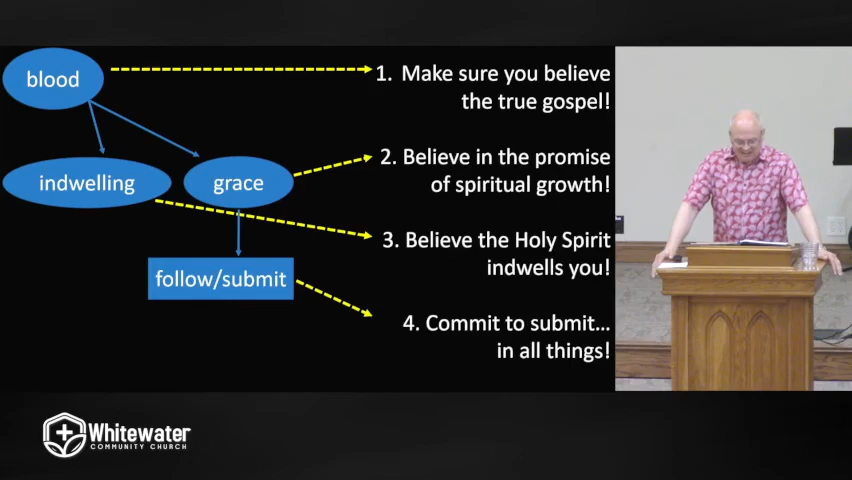 blood
indwelling
grace
follow/submit
1. Make sure you believe
the true gospel!
2. Believe in the promise
of spiritual growth!
3. Believe the Holy Spirit
indwells you!
4. Commit to submit...
in all things!
Whitewater
COMMUNITY CHURCH